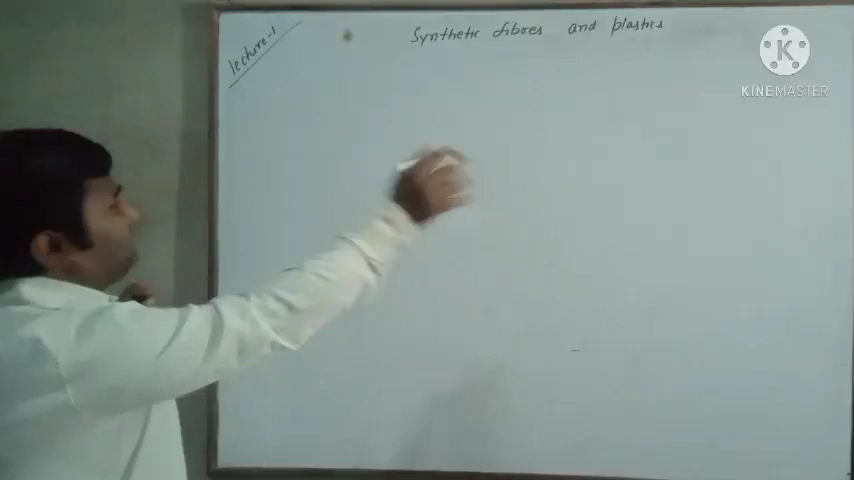 lecture-1
Synthetic fibres and plastics
K
KINEMASTER